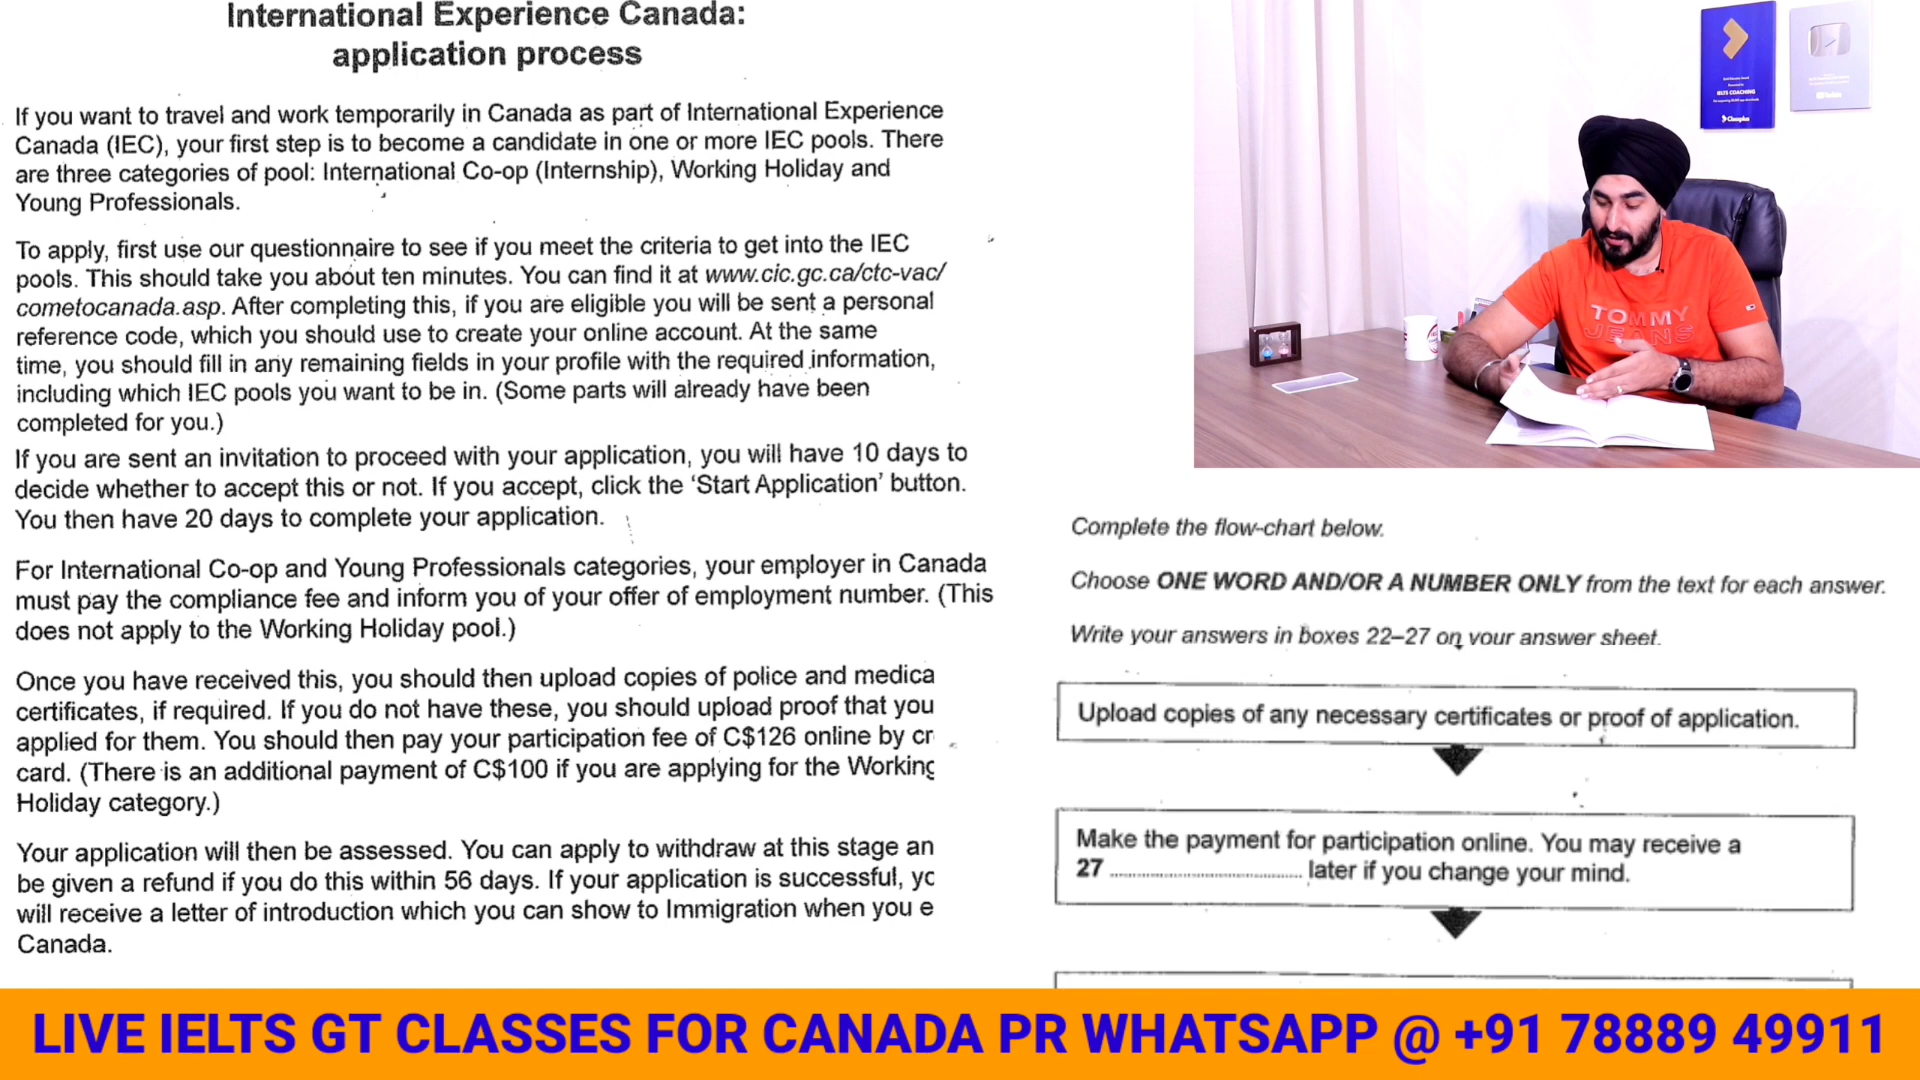 International Experience Canada:
application process
If you want to travel and work temporarily in Canada as part of International Experience
Canada (IEC), your first step is to become a candidate in one or more IEC pools. There
are three categories of pool: International Co-op (Internship), Working Holiday and
Young Professionals.
To apply, first use our questionnaire to see if you meet the criteria to get into the IEC
pools. This should take you about ten minutes. You can find it at www.cic.gc.ca/ctc-vac/
cometocanada.asp. After completing this, if you are eligible you will be sent a personal
reference code, which you should use to create your online account. At the same
time, you should fill in any remaining fields in your profile with the required information,
including which IEC pools you want to be in. (Some parts will already have been
completed for you.)
If you are sent an invitation to proceed with your application, you will have 10 days to
decide whether to accept this or not. If you accept, click the ‘Start Application’ button.
You then have 20 days to complete your application.
For International Co-op and Young Professionals categories, your employer in Canada
must pay the compliance fee and inform you of your offer of employment number. (This
does not apply to the Working Holiday pool.)
Once you have received this, you should then upload copies of police and medica
certificates, if required. If you do not have these, you should upload proof that you
applied for them. You should then pay your participation fee of C$126 online by cr
card. (There is an additional payment of C$100 if you are applying for the Working
Holiday category.)
Your application will then be assessed. You can apply to withdraw at this stage an
be given a refund if you do this within 56 days. If your application is successful, yo
will receive a letter of introduction which you can show to Immigration when you e
Canada.
IELTS COACHING
Classplus
YouTube
TOMMY
JEANS
Complete the flow-chart below.
Choose ONE WORD AND/OR A NUMBER ONLY from the text for each answer.
Write your answers in boxes 22–27 on your answer sheet.
Upload copies of any necessary certificates or proof of application.
Make the payment for participation online. You may receive a
27 ........................................ later if you change your mind.
LIVE IELTS GT CLASSES FOR CANADA PR WHATSAPP @ +91 78889 49911